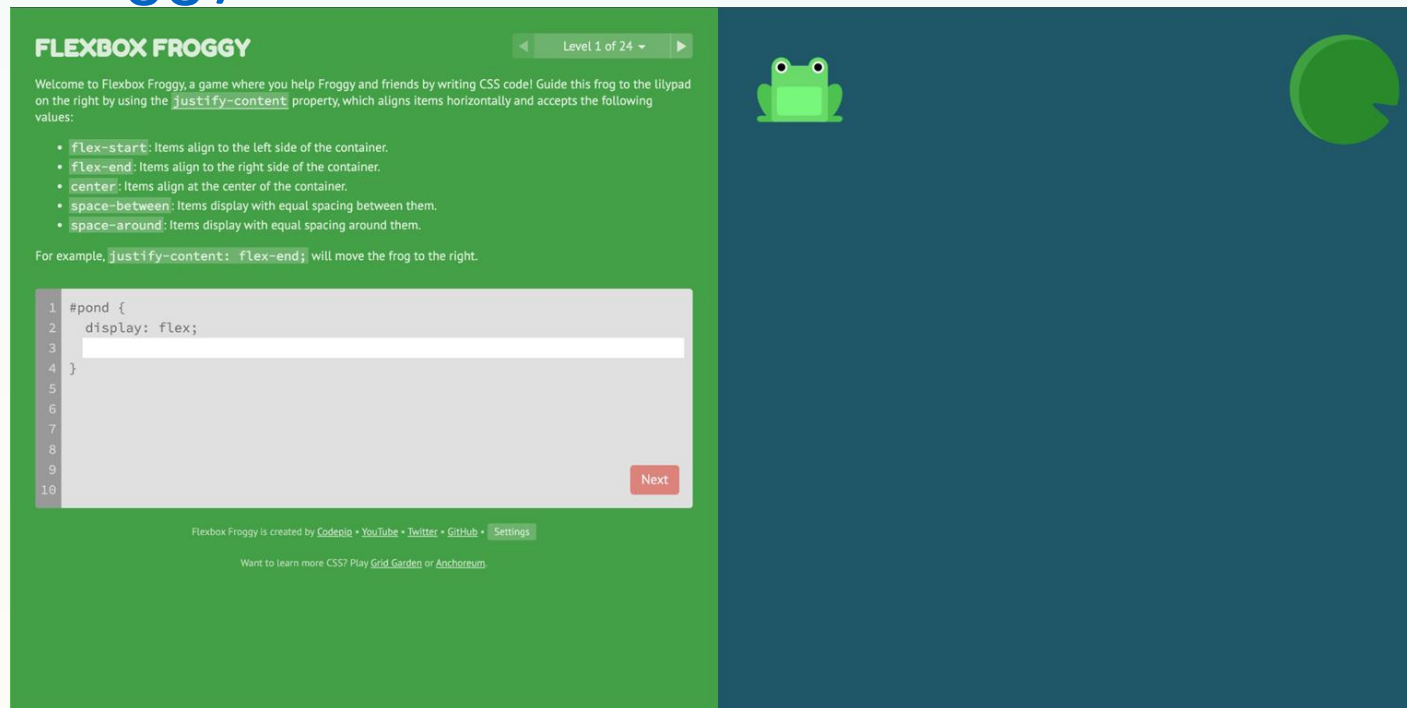 FLEXBOX FROGGY
Level 1 of 24
Welcome to Flexbox Froggy, a game where you help Froggy and friends by writing CSS code! Guide this frog to the lilypad
on the right by using the justify-content property, which aligns items horizontally and accepts the following
values:
• flex-start: Items align to the left side of the container.
• flex-end: Items align to the right side of the container.
• center: Items align at the center of the container.
• space-between: Items display with equal spacing between them.
• space-around: Items display with equal spacing around them.
For example, justify-content: flex-end; will move the frog to the right.
1 #pond {
2 display: flex;
3
4 }
5
6
7
8
9
10
Next
Flexbox Froggy is created by Codepip • YouTube • Twitter • GitHub • Settings
Want to learn more CSS? Play Grid Garden or Anchoreum.